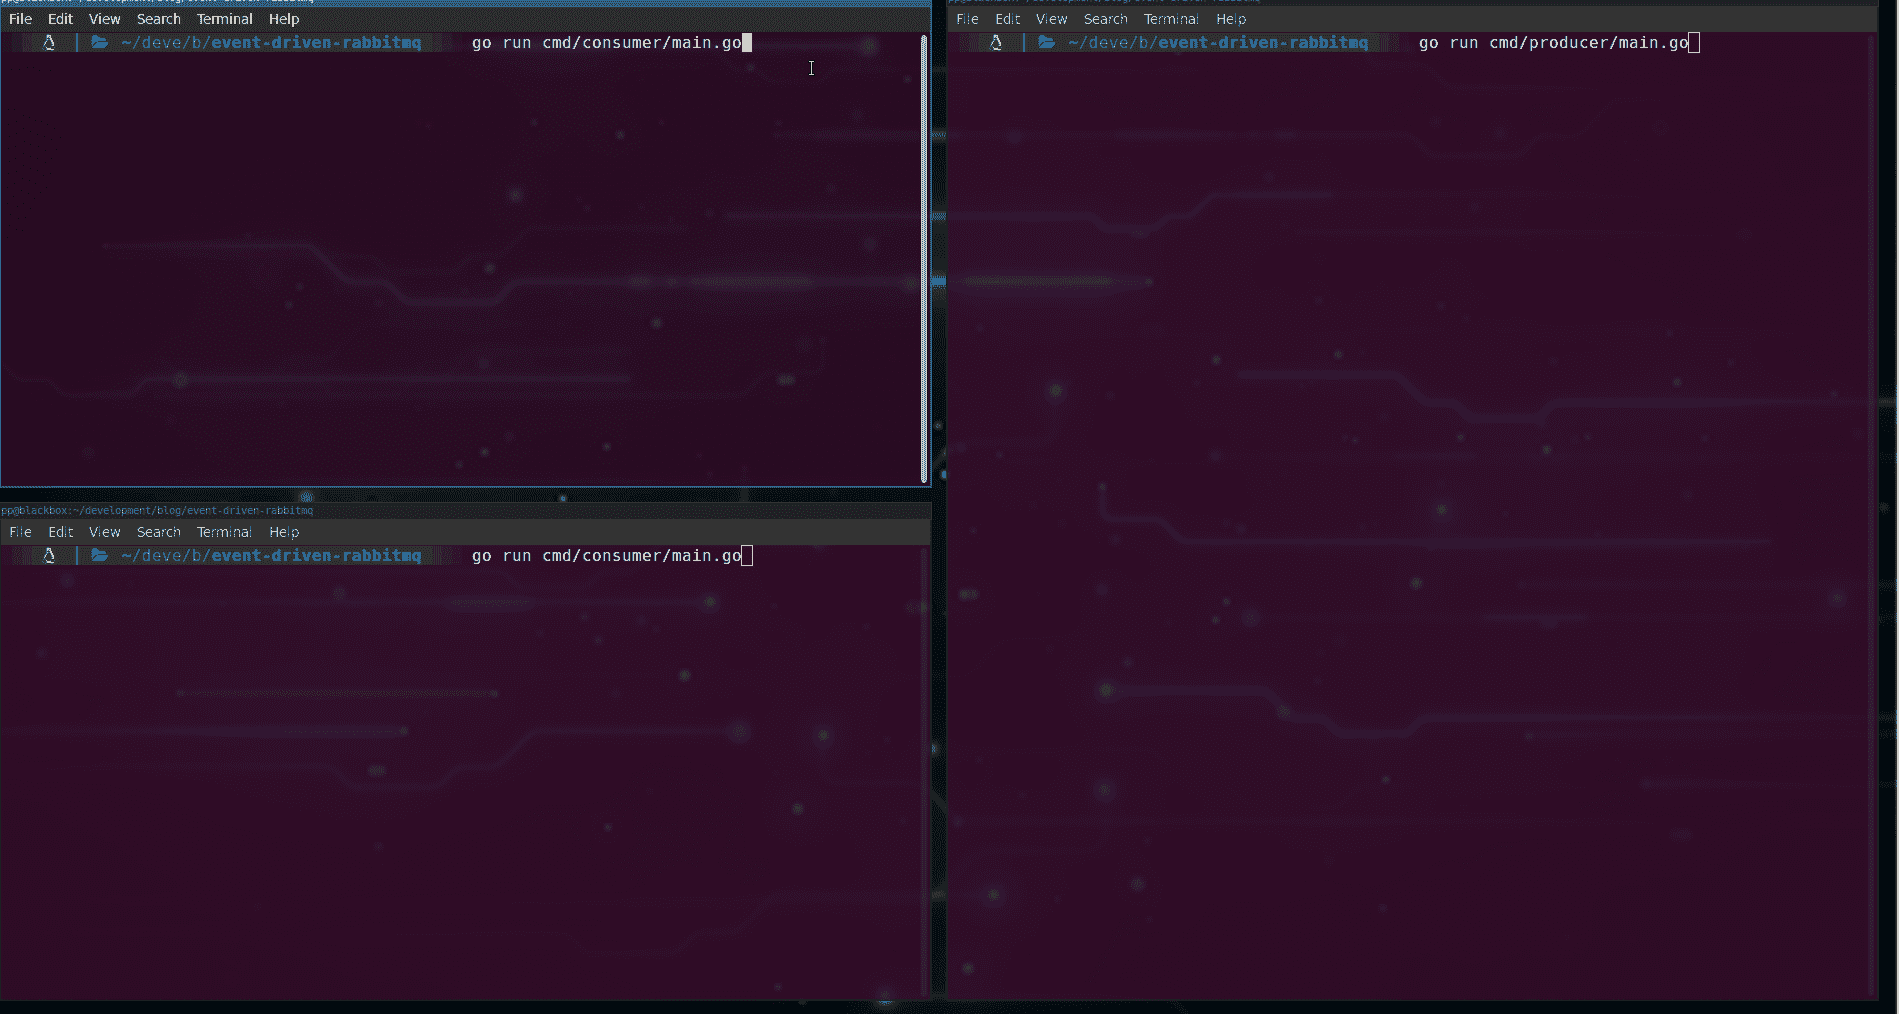 File Edit View Search Terminal Help
~/deve/b/event-driven-rabbitmq go run cmd/consumer/main.go
pp@blackbox:~/development/blog/event-driven-rabbitmq
File Edit View Search Terminal Help
~/deve/b/event-driven-rabbitmq go run cmd/consumer/main.go
File Edit View Search Terminal Help
~/deve/b/event-driven-rabbitmq go run cmd/producer/main.go